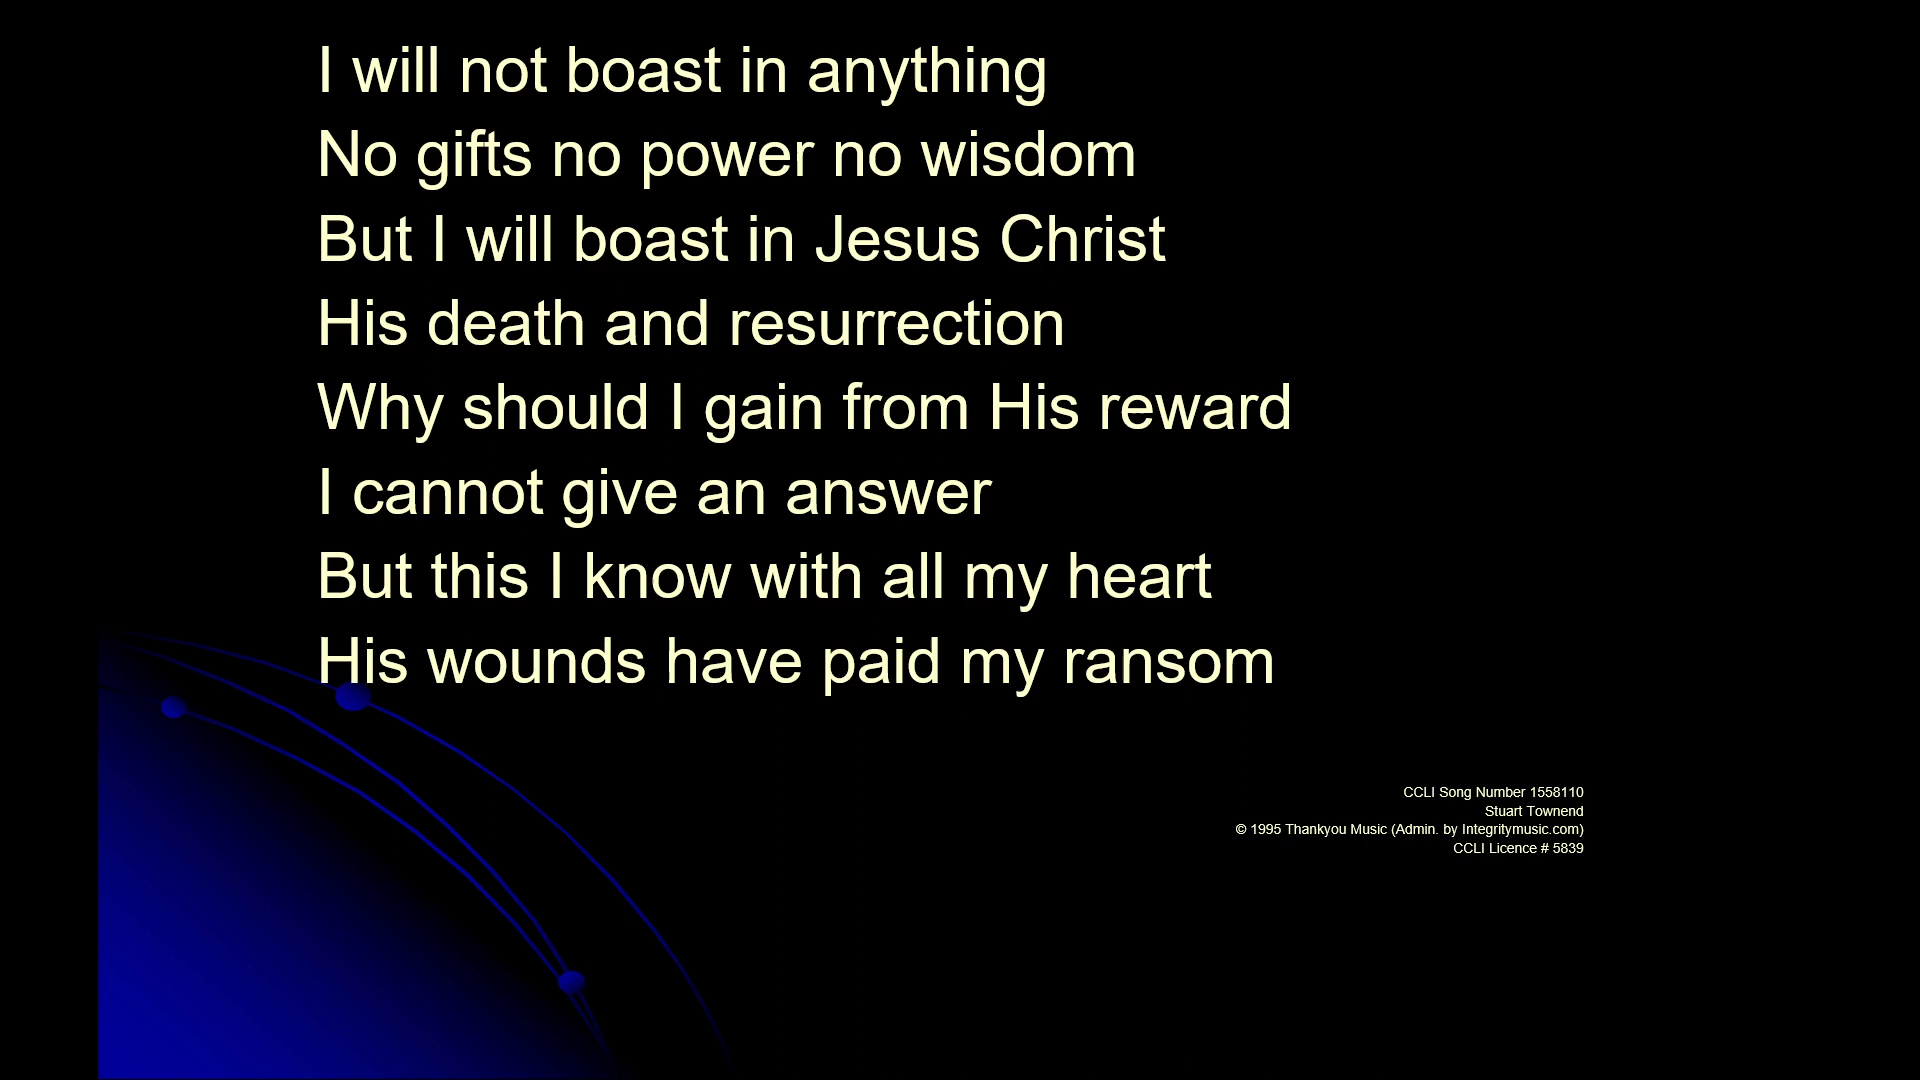 I will not boast in anything
No gifts no power no wisdom
But I will boast in Jesus Christ
His death and resurrection
Why should I gain from His reward
I cannot give an answer
But this I know with all my heart
His wounds have paid my ransom
CCLI Song Number 1558110
Stuart Townend
© 1995 Thankyou Music (Admin. by Integritymusic.com)
CCLI Licence # 5839